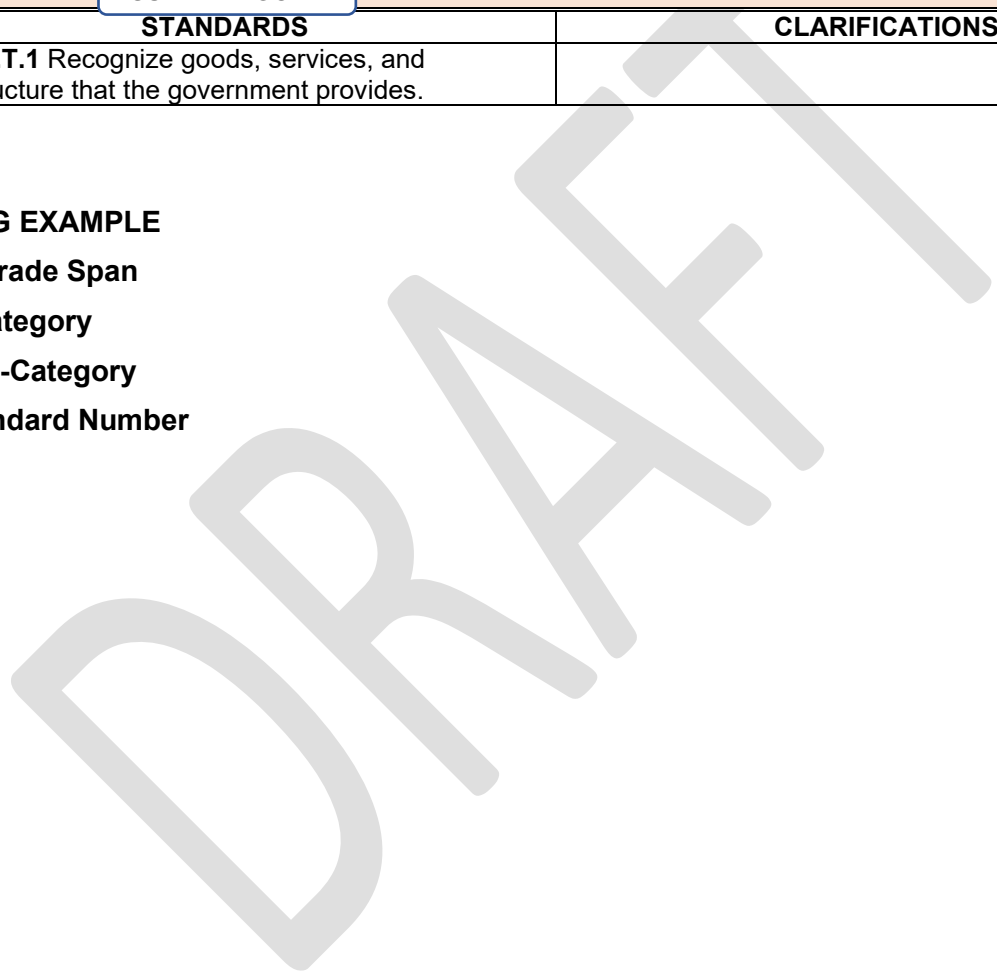 STANDARDS CLARIFICATIONS
T.1 Recognize goods, services, and
ucture that the government provides.
G EXAMPLE
rade Span
ategory
-Category
ndard Number
DRAFT